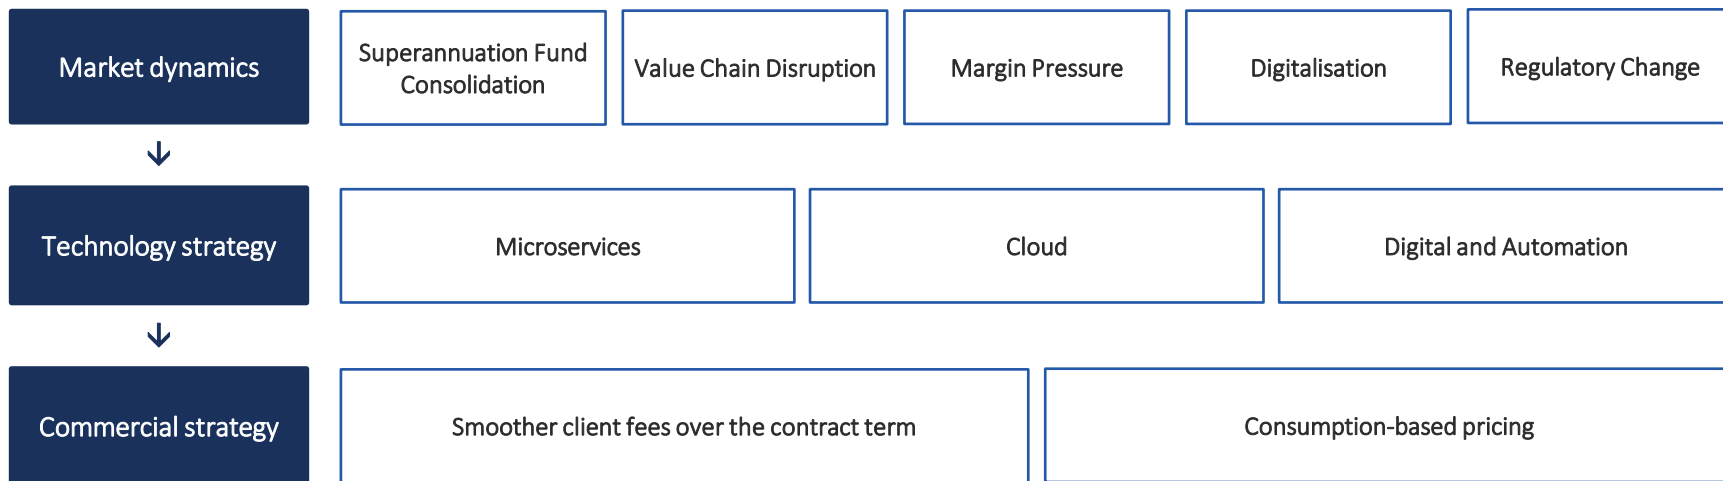 Market dynamics
Superannuation Fund
Consolidation
Value Chain Disruption
Margin Pressure
Digitalisation
Regulatory Change
Technology strategy
Microservices
Cloud
Digital and Automation
Commercial strategy
Smoother client fees over the contract term
Consumption-based pricing